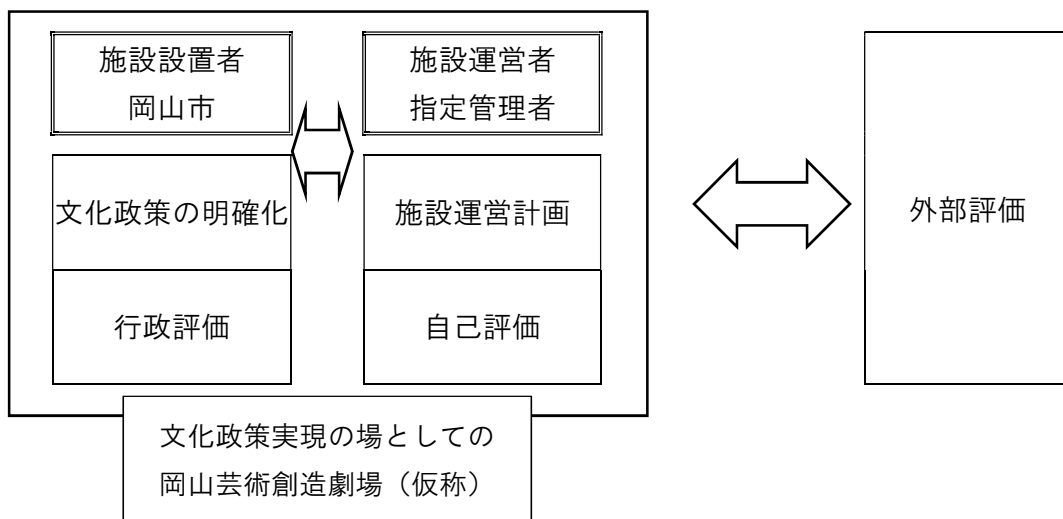 施設設置者
岡山市
施設運営者
指定管理者
文化政策の明確化
施設運営計画
外部評価
行政評価
自己評価
文化政策実現の場としての
岡山芸術創造劇場（仮称）